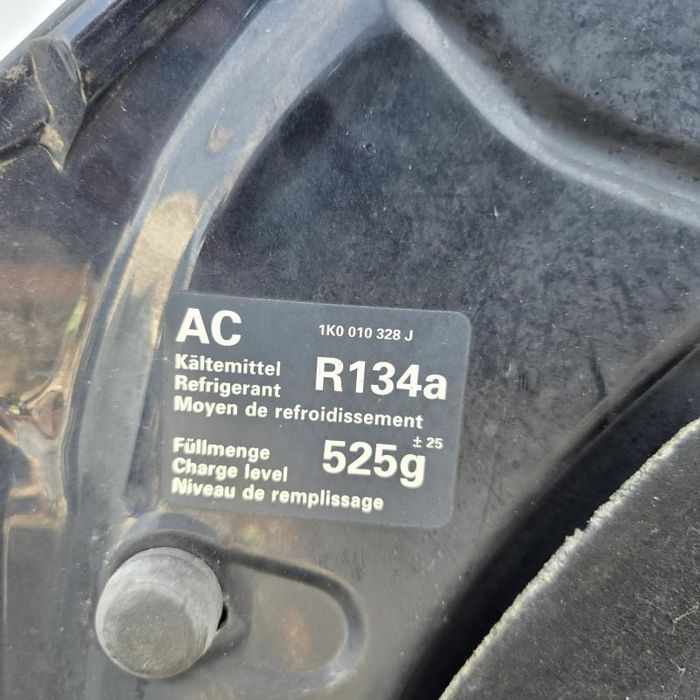 AC 1K0 010 328 J
Kältemittel
Refrigerant R134a
Moyen de refroidissement
Füllmenge
Charge level 525g ± 25
Niveau de remplissage